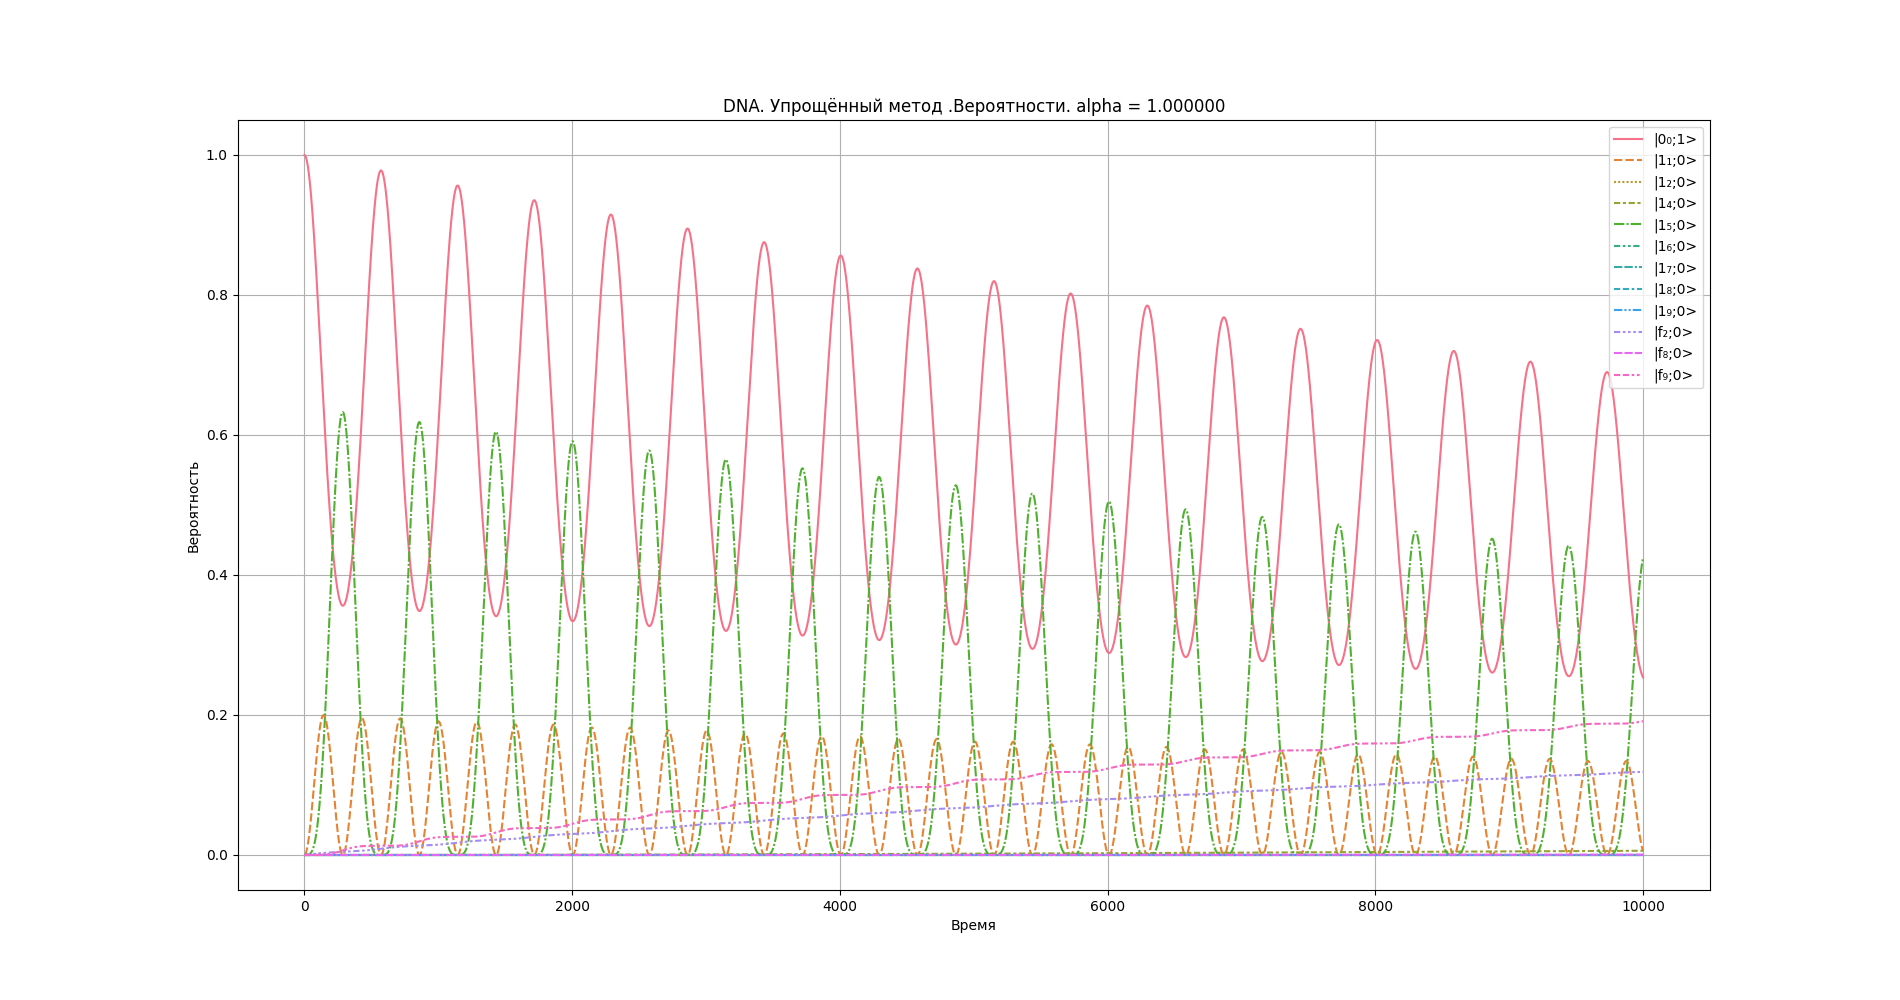 DNA. Упрощённый метод .Вероятности. alpha = 1.000000
1.0
0.8
0.6
0.4
0.2
0.0
Вероятность
0 2000 4000 6000 8000 10000
Время
|0₀;1>
|1₁;0>
|1₂;0>
|1₄;0>
|1₅;0>
|1₆;0>
|1₇;0>
|1₈;0>
|1₉;0>
|f₂;0>
|f₈;0>
|f₉;0>